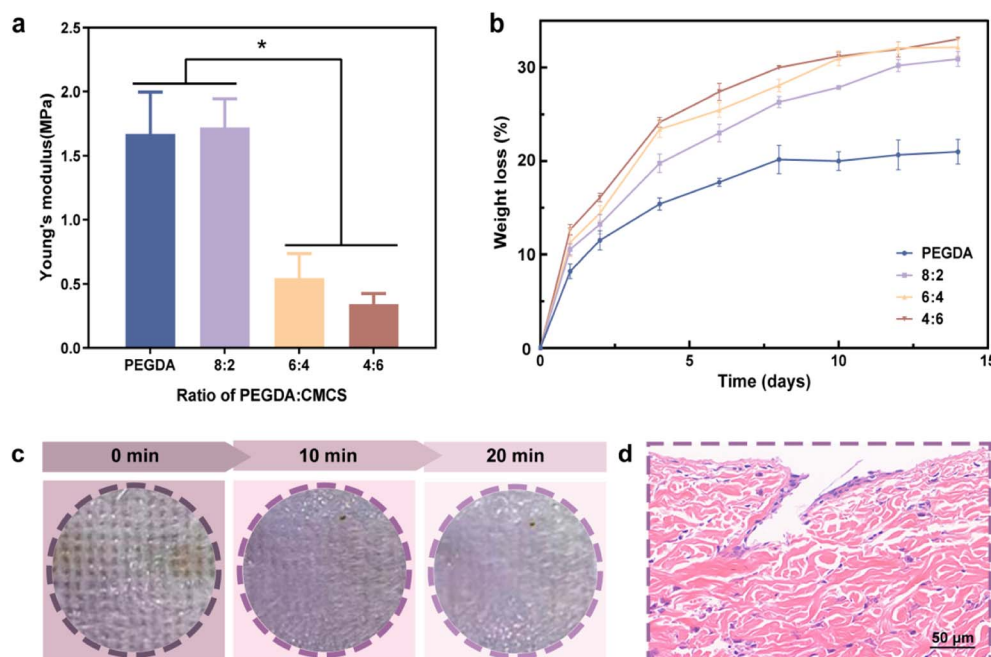 a
Young's modulus(MPa)
2.5
2.0
1.5
1.0
0.5
0.0
*
PEGDA 8:2 6:4 4:6
Ratio of PEGDA:CMCS
b
Weight loss (%)
30
20
10
0
PEGDA
8:2
6:4
4:6
0 5 10 15
Time (days)
c
0 min 10 min 20 min
d
50 μm